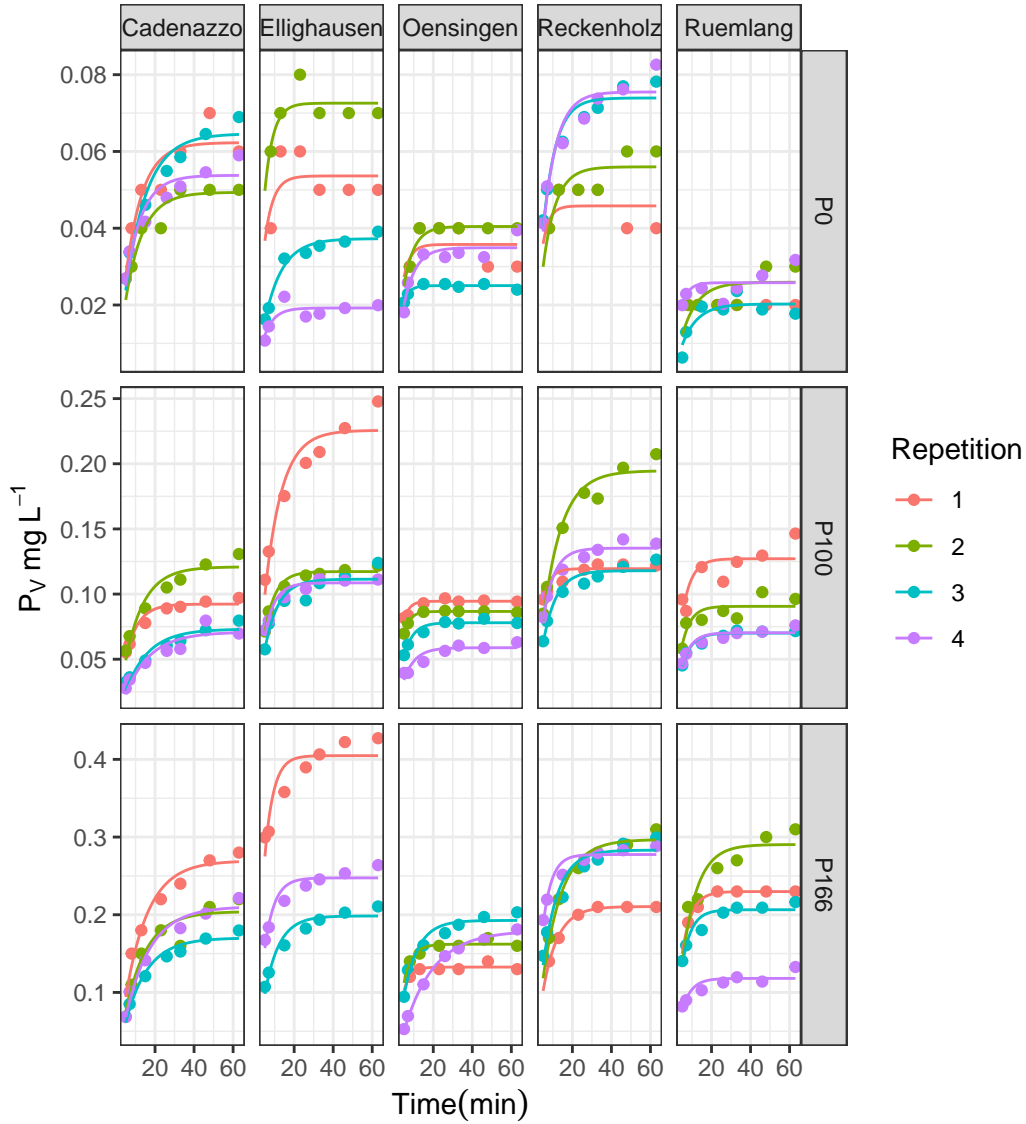 Cadenazzo Ellighausen Oensingen Reckenholz Ruemlang
0.08
0.06
0.04
0.02
P0
0.25
0.20
0.15
0.10
0.05
P100
0.4
0.3
0.2
0.1
P166
20 40 60 20 40 60 20 40 60 20 40 60 20 40 60
Time(min)
P_V mg L⁻¹
Repetition
1
2
3
4